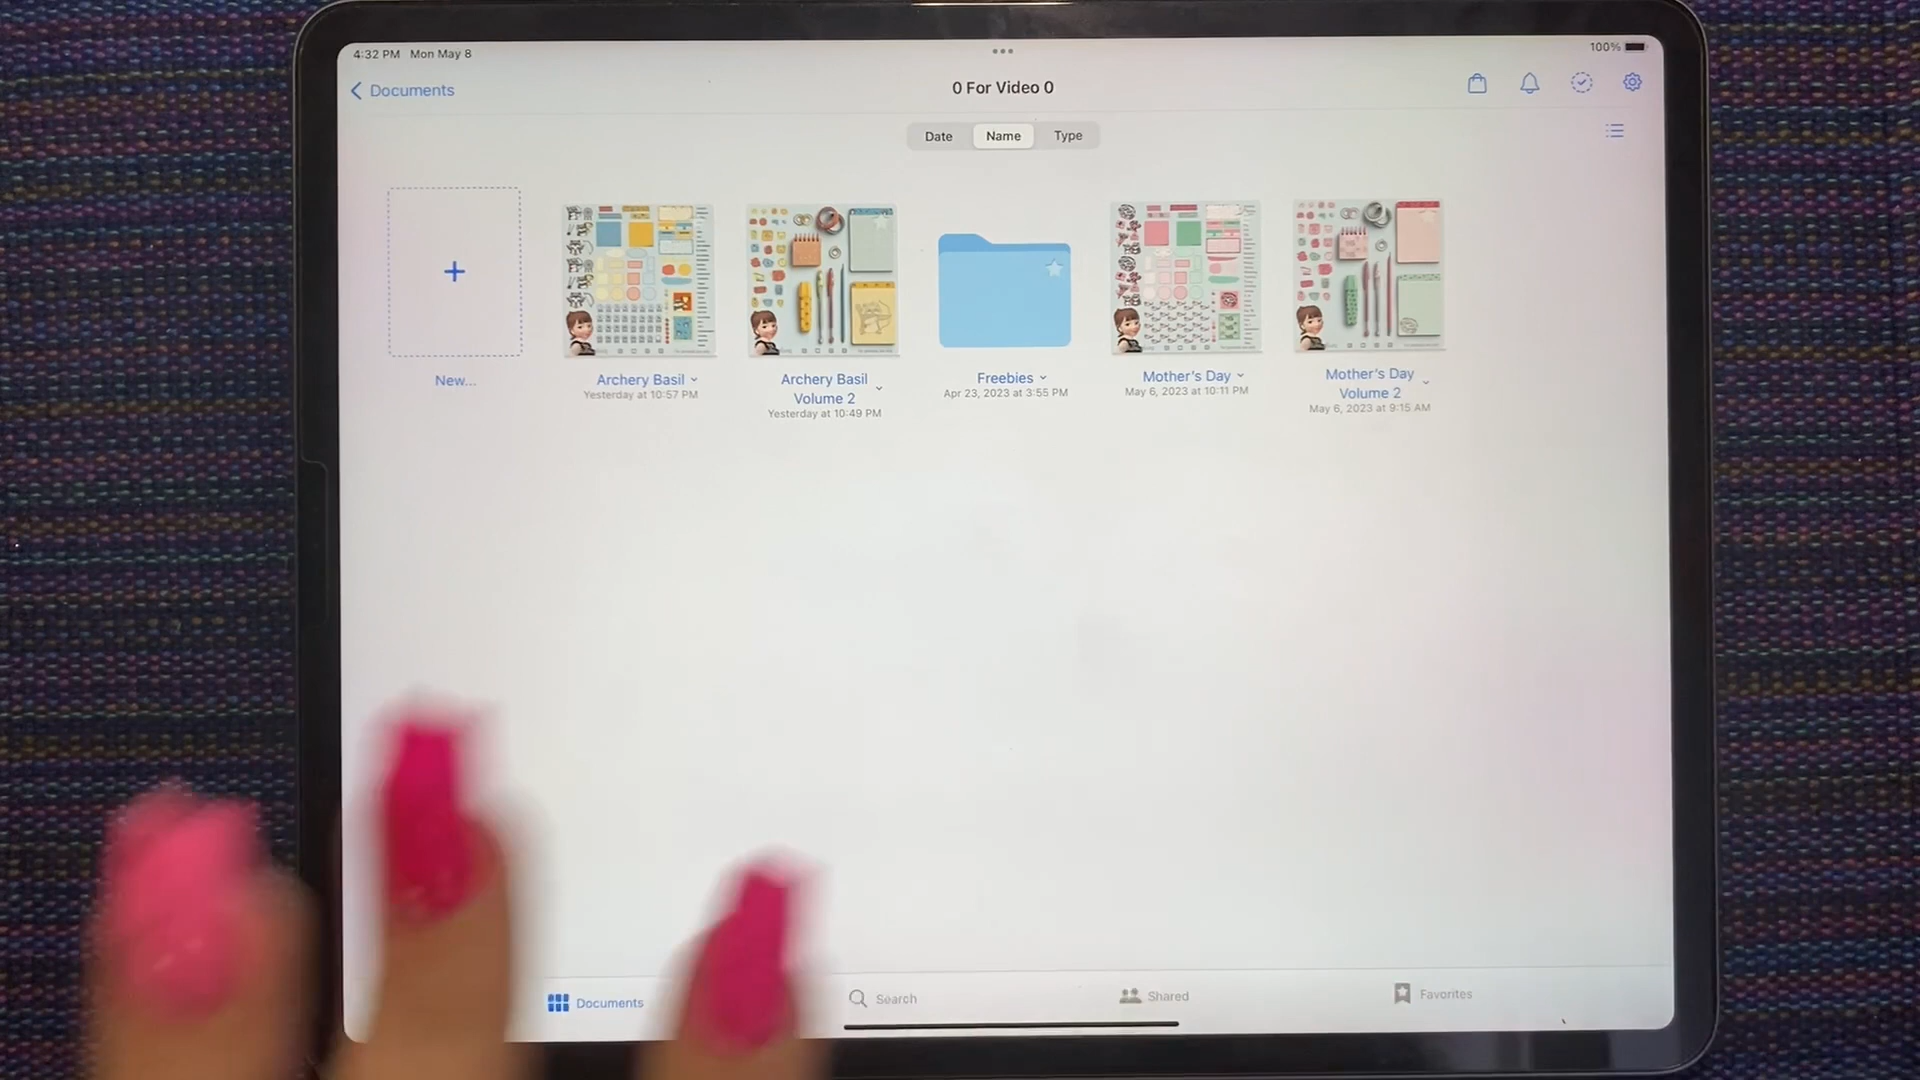 4:32 PM Mon May 8
100%
Documents
0 For Video 0
Date Name Type
New...
Archery Basil
Yesterday at 10:57 PM
Archery Basil
Volume 2
Yesterday at 10:49 PM
Freebies
Apr 23, 2023 at 3:55 PM
Mother's Day
May 6, 2023 at 10:11 PM
Mother's Day
Volume 2
May 6, 2023 at 9:15 AM
Documents
Search
Shared
Favorites